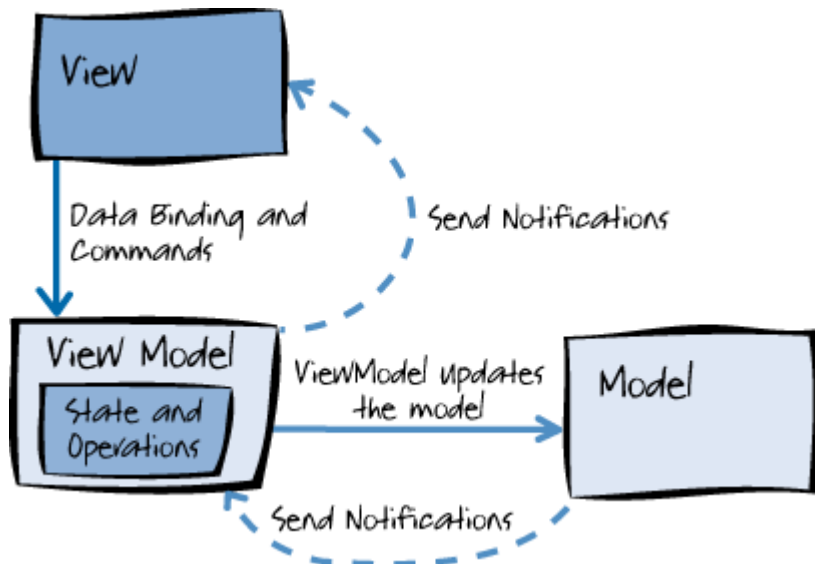 View
Data Binding and
Commands
Send Notifications
View Model
State and
Operations
ViewModel updates
the model
Model
Send Notifications